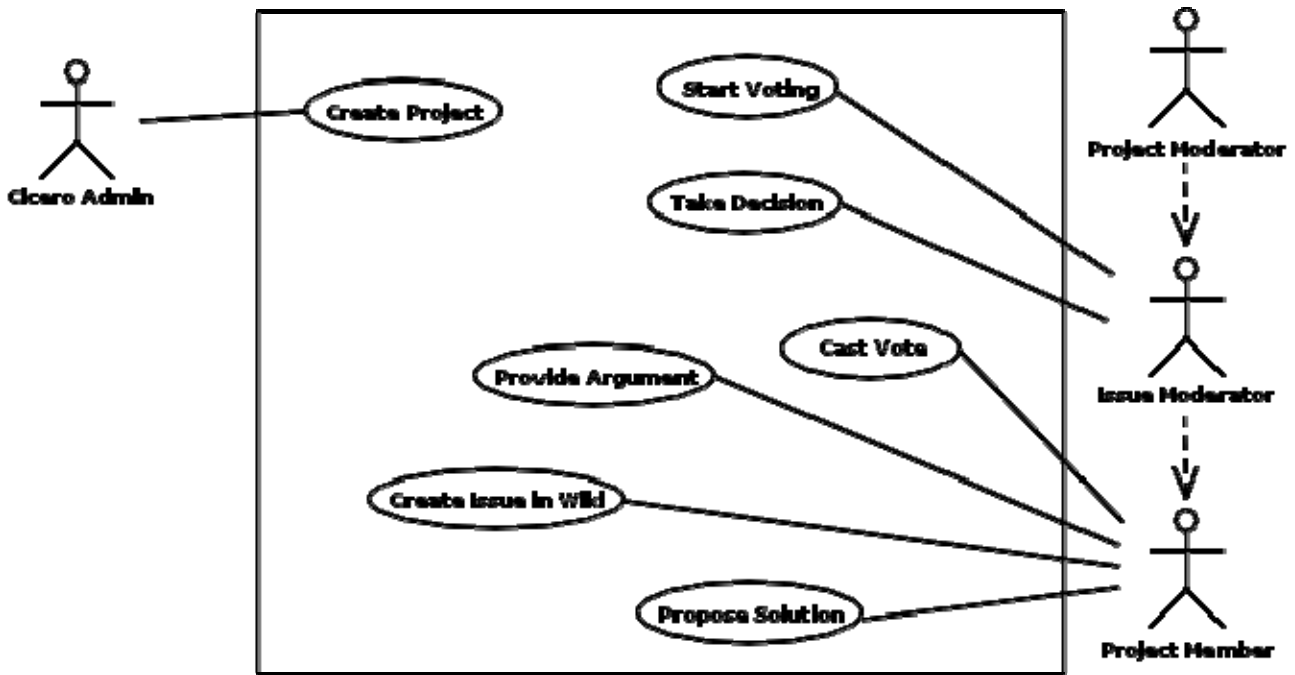 Start Voting
Create Project
Project Moderator
Cicero Admin
Take Decision
Cast Vote
Provide Argument
Issue Moderator
Create Issue in Wiki
Propose Solution
Project Member